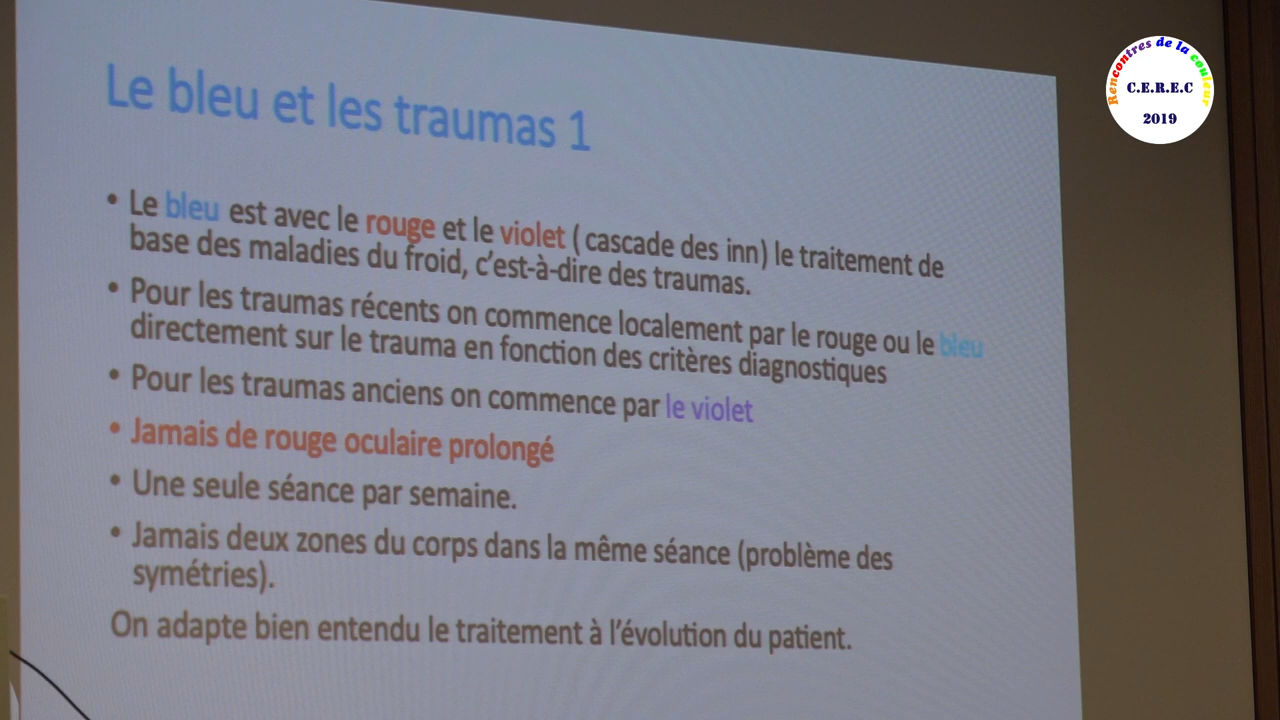 Rencontres de la couleur
C.E.R.E.C
2019
Le bleu et les traumas 1
• Le bleu est avec le rouge et le violet ( cascade des inn) le traitement de
base des maladies du froid, c'est-à-dire des traumas.
• Pour les traumas récents on commence localement par le rouge ou le bleu
directement sur le trauma en fonction des critères diagnostiques
• Pour les traumas anciens on commence par le violet
• Jamais de rouge oculaire prolongé
• Une seule séance par semaine.
• Jamais deux zones du corps dans la même séance (problème des
symétries).
On adapte bien entendu le traitement à l'évolution du patient.